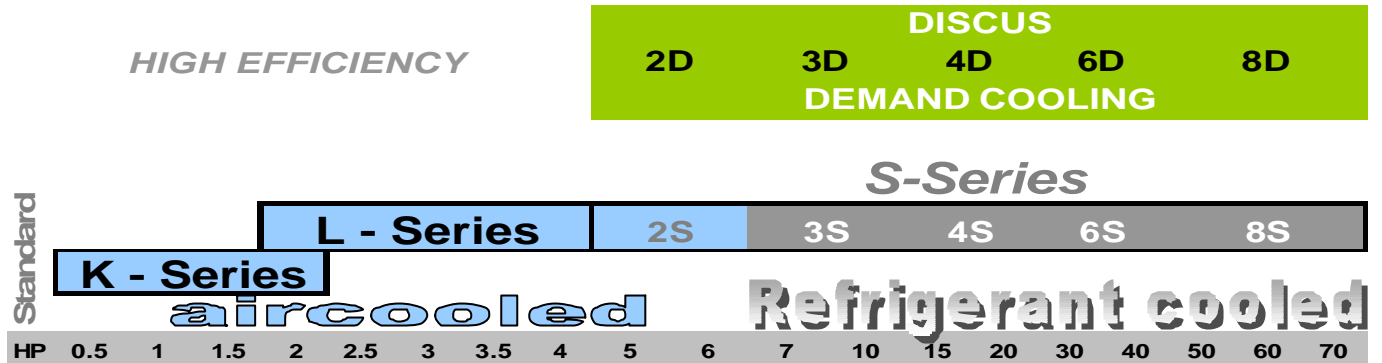 DISCUS
HIGH EFFICIENCY 2D 3D 4D 6D 8D
DEMAND COOLING
S-Series
Standard
L - Series 2S 3S 4S 6S 8S
K - Series
aircooled Refrigerant cooled
HP 0.5 1 1.5 2 2.5 3 3.5 4 5 6 7 10 15 20 30 40 50 60 70